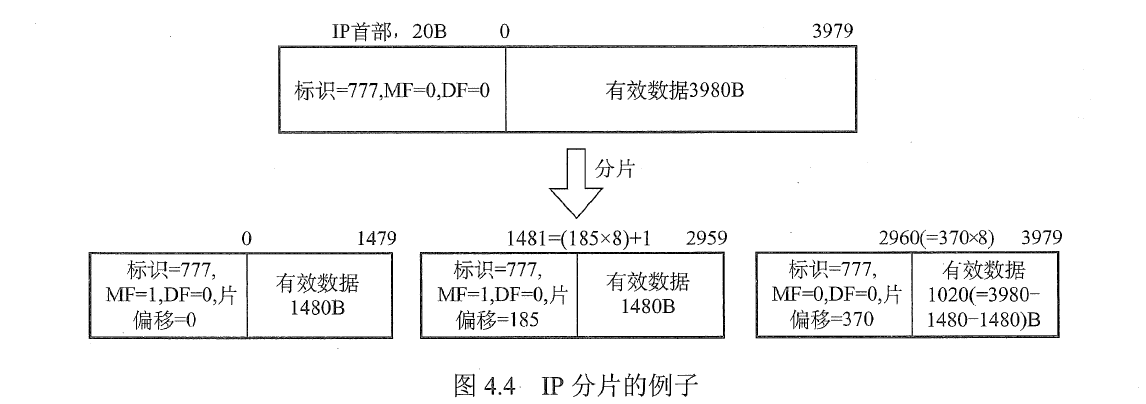 IP首部，20B 0 3979
标识=777,MF=0,DF=0 有效数据3980B
分片
0 1479 1481=(185×8)+1 2959 2960(=370×8) 3979
标识=777,
MF=1,DF=0,片
偏移=0
有效数据
1480B
标识=777,
MF=1,DF=0,片
偏移=185
有效数据
1480B
标识=777,
MF=0,DF=0,片
偏移=370
有效数据
1020(=3980-
1480-1480)B
图 4.4 IP 分片的例子